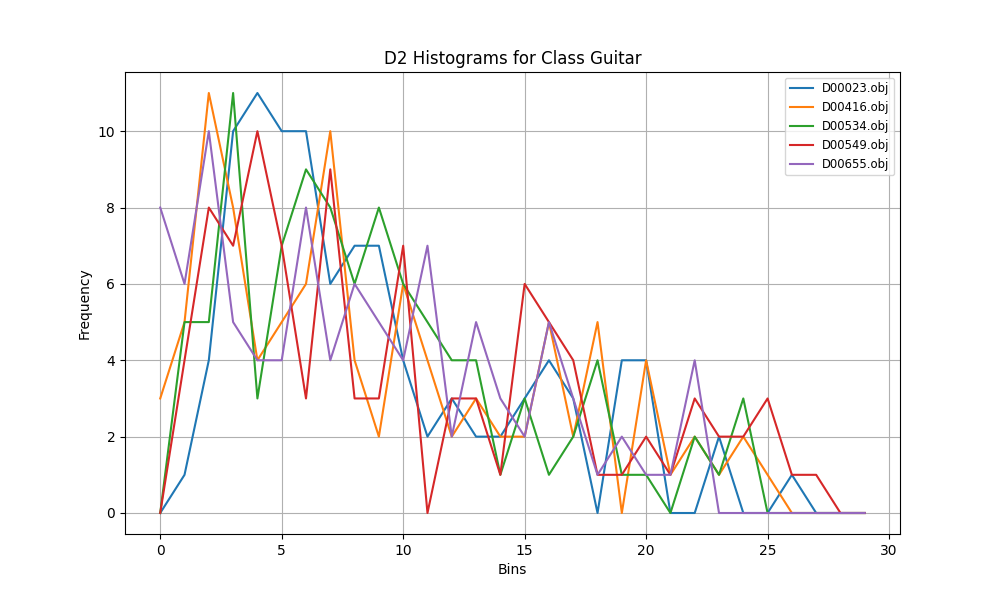 D2 Histograms for Class Guitar
D00023.obj
D00416.obj
D00534.obj
D00549.obj
D00655.obj
Frequency
10
8
6
4
2
0
0 5 10 15 20 25 30
Bins